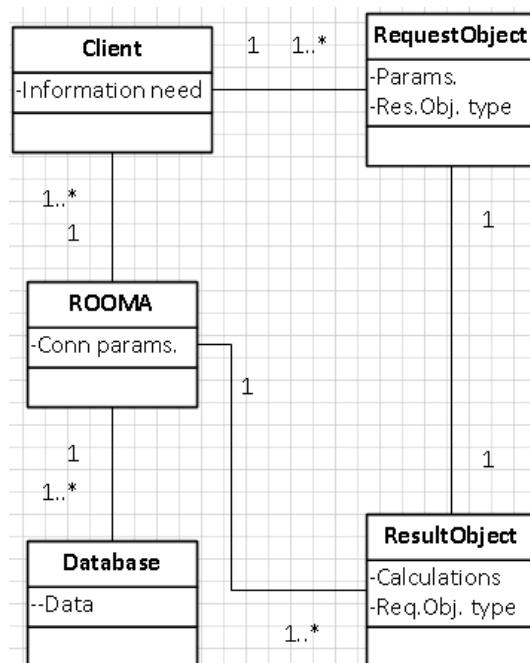 Client
-Information need
1 1..*
RequestObject
-Params.
-Res.Obj. type
1..*
1
1
ROOMA
-Conn params.
1
1
1..*
1
Database
--Data
ResultObject
-Calculations
-Req.Obj. type
1..*